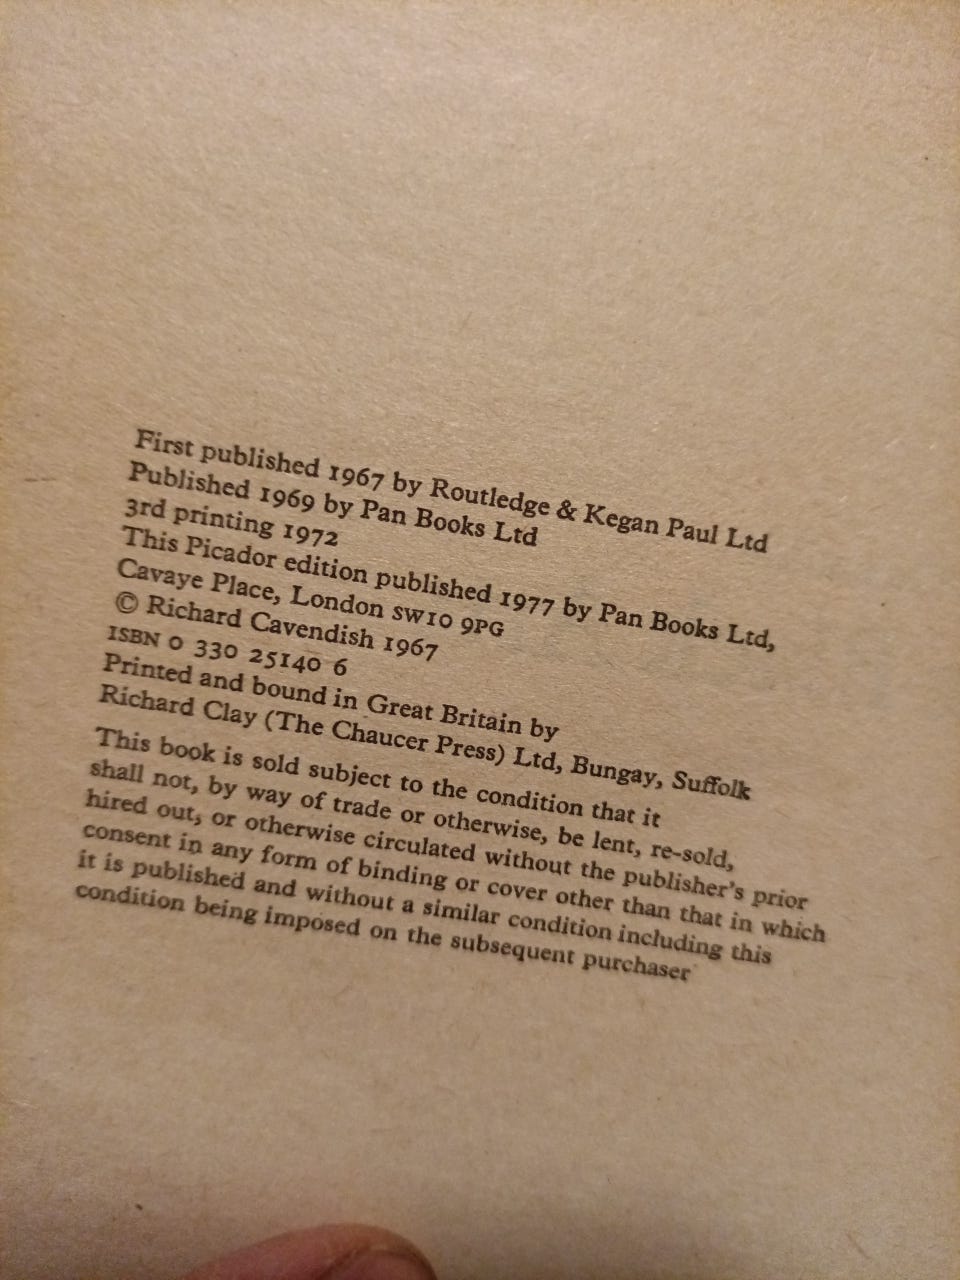 First published 1967 by Routledge & Kegan Paul Ltd
Published 1969 by Pan Books Ltd
3rd printing 1972
This Picador edition published 1977 by Pan Books Ltd,
Cavaye Place, London SW10 9PG
© Richard Cavendish 1967
ISBN 0 330 25140 6
Printed and bound in Great Britain by
Richard Clay (The Chaucer Press) Ltd, Bungay, Suffolk
This book is sold subject to the condition that it
shall not, by way of trade or otherwise, be lent, re-sold,
hired out, or otherwise circulated without the publisher's prior
consent in any form of binding or cover other than that in which
it is published and without a similar condition including this
condition being imposed on the subsequent purchaser